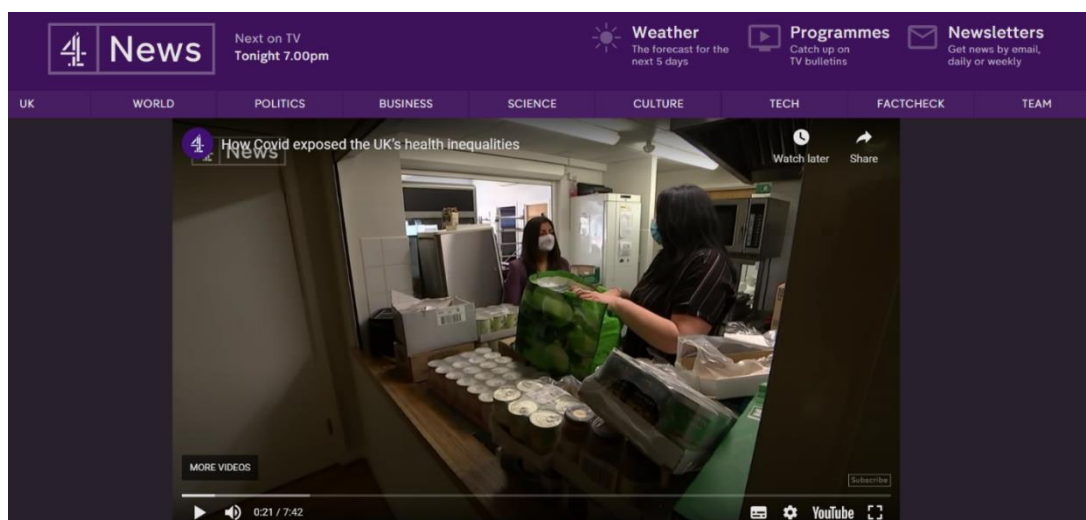 4 News
Next on TV
Tonight 7.00pm
Weather
The forecast for the
next 5 days
Programmes
Catch up on
TV bulletins
Newsletters
Get news by email,
daily or weekly
UK WORLD POLITICS BUSINESS SCIENCE CULTURE TECH FACTCHECK TEAM
How Covid exposed the UK's health inequalities
4 News
Watch later
Share
MORE VIDEOS
Subscribe
0:21 / 7:42
YouTube